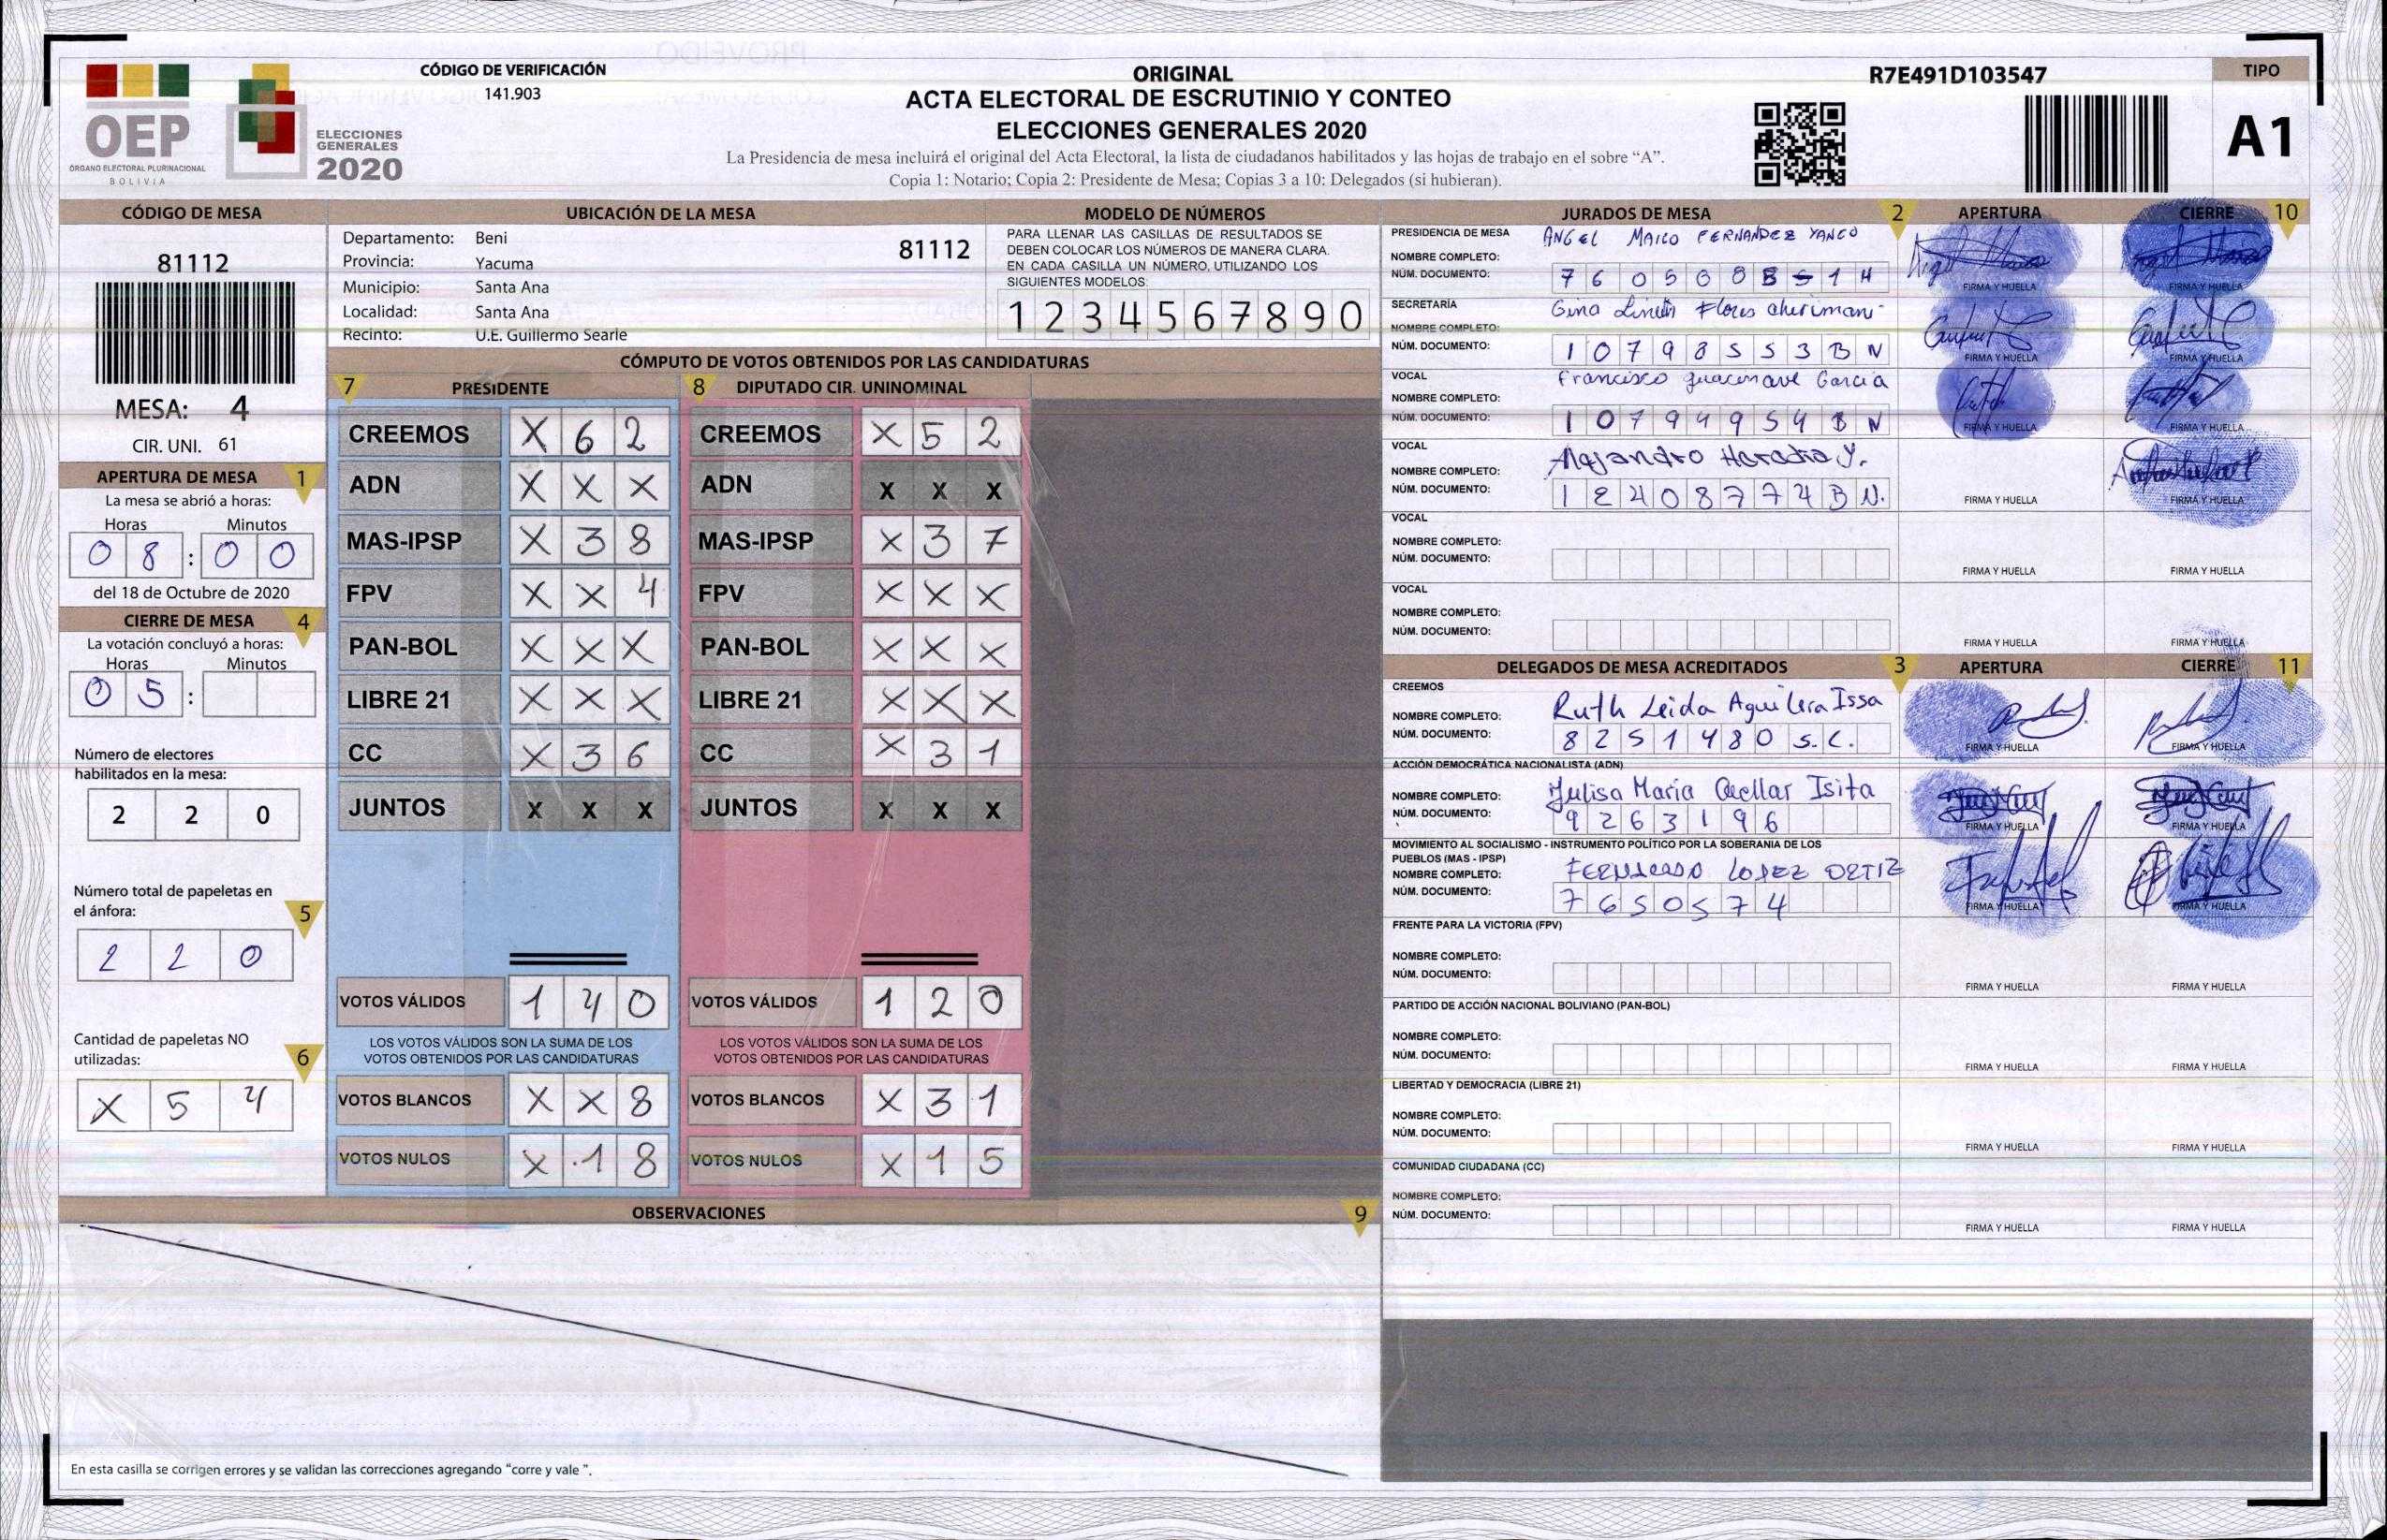 CÓDIGO DE VERIFICACIÓN
141.903
OEP
ÓRGANO ELECTORAL PLURINACIONAL
BOLIVIA
ELECCIONES
GENERALES
2020
ORIGINAL
ACTA ELECTORAL DE ESCRUTINIO Y CONTEO
ELECCIONES GENERALES 2020
La Presidencia de mesa incluirá el original del Acta Electoral, la lista de ciudadanos habilitados y las hojas de trabajo en el sobre “A”.
Copia 1: Notario; Copia 2: Presidente de Mesa; Copias 3 a 10: Delegados (si hubieran).
R7E491D103547
TIPO
A1
CÓDIGO DE MESA
81112
MESA: 4
CIR. UNI. 61
APERTURA DE MESA 1
La mesa se abrió a horas:
Horas Minutos
0 8 : 0 0
del 18 de Octubre de 2020
CIERRE DE MESA 4
La votación concluyó a horas:
Horas Minutos
0 5 :
Número de electores
habilitados en la mesa:
2 2 0
Número total de papeletas en
el ánfora: 5
2 2 0
Cantidad de papeletas NO
utilizadas: 6
X 5 4
UBICACIÓN DE LA MESA
Departamento: Beni 81112
Provincia: Yacuma
Municipio: Santa Ana
Localidad: Santa Ana
Recinto: U.E. Guillermo Searle
MODELO DE NÚMEROS
PARA LLENAR LAS CASILLAS DE RESULTADOS SE
DEBEN COLOCAR LOS NÚMEROS DE MANERA CLARA.
EN CADA CASILLA UN NÚMERO, UTILIZANDO LOS
SIGUIENTES MODELOS:
1 2 3 4 5 6 7 8 9 0
CÓMPUTO DE VOTOS OBTENIDOS POR LAS CANDIDATURAS
7 PRESIDENTE 8 DIPUTADO CIR. UNINOMINAL
CREEMOS X 6 2 CREEMOS X 5 2
ADN X X X ADN X X X
MAS-IPSP X 3 8 MAS-IPSP X 3 7
FPV X X 4 FPV X X X
PAN-BOL X X X PAN-BOL X X X
LIBRE 21 X X X LIBRE 21 X X X
CC X 3 6 CC X 3 1
JUNTOS X X X JUNTOS X X X
VOTOS VÁLIDOS 1 4 0 VOTOS VÁLIDOS 1 2 0
LOS VOTOS VÁLIDOS SON LA SUMA DE LOS LOS VOTOS VÁLIDOS SON LA SUMA DE LOS
VOTOS OBTENIDOS POR LAS CANDIDATURAS VOTOS OBTENIDOS POR LAS CANDIDATURAS
VOTOS BLANCOS X X 8 VOTOS BLANCOS X 3 1
VOTOS NULOS X 1 8 VOTOS NULOS X 1 5
OBSERVACIONES 9
En esta casilla se corrigen errores y se validan las correcciones agregando “corre y vale ”.
JURADOS DE MESA 2 APERTURA CIERRE 10
PRESIDENCIA DE MESA ANGEL MAICO FERNANDEZ YANCO
NOMBRE COMPLETO:
NÚM. DOCUMENTO:
FIRMA Y HUELLA FIRMA Y HUELLA
SECRETARÍA Gina Flores
NOMBRE COMPLETO:
NÚM. DOCUMENTO: 1 0 7 9 8 5 5 3 B N
FIRMA Y HUELLA FIRMA Y HUELLA
VOCAL Francisco Garcia
NOMBRE COMPLETO:
NÚM. DOCUMENTO: 1 0 7 9 4 9 5 4 B N
FIRMA Y HUELLA FIRMA Y HUELLA
VOCAL
NOMBRE COMPLETO: Alejandro Heredia Y.
NÚM. DOCUMENTO: 1 2 4 0 8 7 7 4 B N.
FIRMA Y HUELLA FIRMA Y HUELLA
VOCAL
NOMBRE COMPLETO:
NÚM. DOCUMENTO:
FIRMA Y HUELLA FIRMA Y HUELLA
VOCAL
NOMBRE COMPLETO:
NÚM. DOCUMENTO:
FIRMA Y HUELLA FIRMA Y HUELLA
DELEGADOS DE MESA ACREDITADOS 3 APERTURA CIERRE 11
CREEMOS
NOMBRE COMPLETO: Ruth Leida Aguilera Issa
NÚM. DOCUMENTO: 8 2 5 1 4 8 0 S.C.
FIRMA Y HUELLA FIRMA Y HUELLA
ACCIÓN DEMOCRÁTICA NACIONALISTA (ADN)
NOMBRE COMPLETO: Julisa Maria Cuellar Isita
NÚM. DOCUMENTO: 9 2 6 3 1 9 6
FIRMA Y HUELLA FIRMA Y HUELLA
MOVIMIENTO AL SOCIALISMO - INSTRUMENTO POLÍTICO POR LA SOBERANIA DE LOS
PUEBLOS (MAS - IPSP)
NOMBRE COMPLETO: FERNANDO LOPEZ ORTIZ
NÚM. DOCUMENTO: 7 6 5 0 5 7 4
FIRMA Y HUELLA FIRMA Y HUELLA
FRENTE PARA LA VICTORIA (FPV)
NOMBRE COMPLETO:
NÚM. DOCUMENTO:
FIRMA Y HUELLA FIRMA Y HUELLA
PARTIDO DE ACCIÓN NACIONAL BOLIVIANO (PAN-BOL)
NOMBRE COMPLETO:
NÚM. DOCUMENTO:
FIRMA Y HUELLA FIRMA Y HUELLA
LIBERTAD Y DEMOCRACIA (LIBRE 21)
NOMBRE COMPLETO:
NÚM. DOCUMENTO:
FIRMA Y HUELLA FIRMA Y HUELLA
COMUNIDAD CIUDADANA (CC)
NOMBRE COMPLETO:
NÚM. DOCUMENTO:
FIRMA Y HUELLA FIRMA Y HUELLA